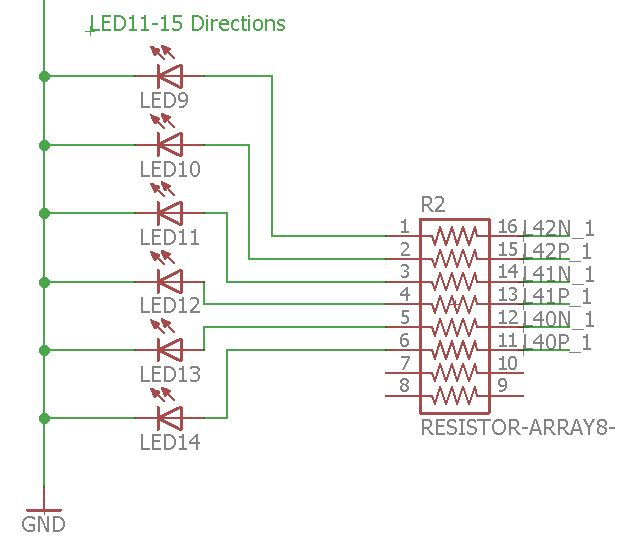 LED11-15 Directions
LED9
LED10
LED11
LED12
LED13
LED14
GND
R2
1 16 L42N_1
2 15 L42P_1
3 14 L41N_1
4 13 L41P_1
5 12 L40N_1
6 11 L40P_1
7 10
8 9
RESISTOR-ARRAY8-